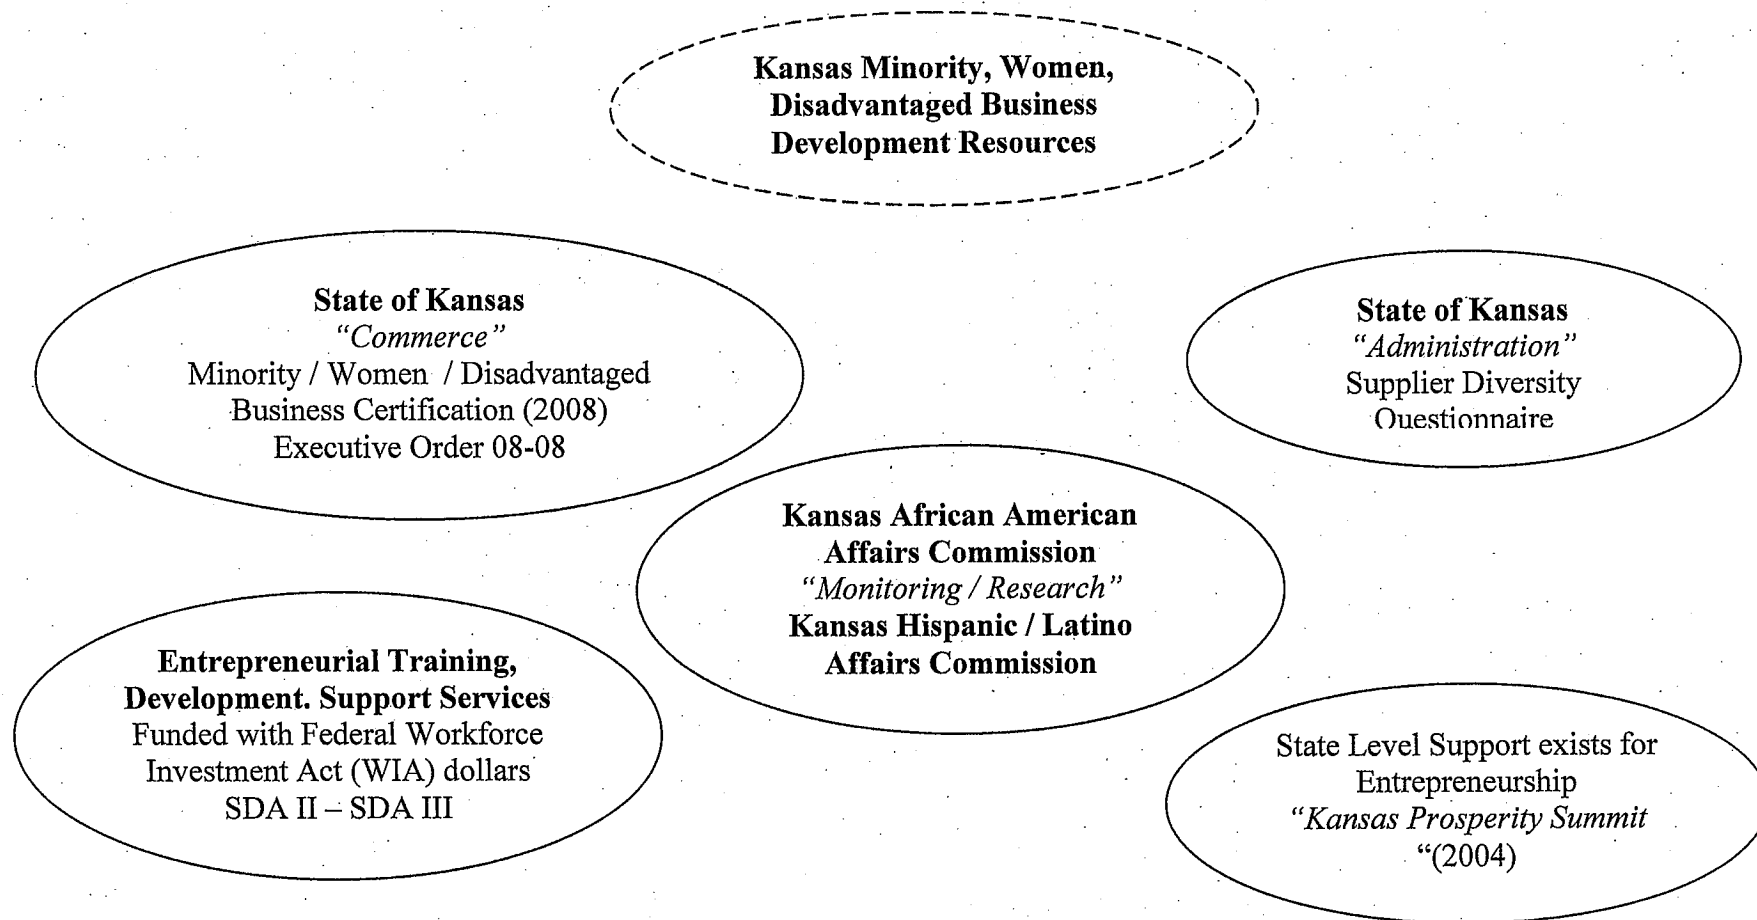 Kansas Minority, Women,
Disadvantaged Business
Development Resources
State of Kansas
“Commerce”
Minority / Women / Disadvantaged
Business Certification (2008)
Executive Order 08-08
State of Kansas
“Administration”
Supplier Diversity
Questionnaire
Kansas African American
Affairs Commission
“Monitoring / Research”
Kansas Hispanic / Latino
Affairs Commission
Entrepreneurial Training,
Development. Support Services
Funded with Federal Workforce
Investment Act (WIA) dollars
SDA II – SDA III
State Level Support exists for
Entrepreneurship
“Kansas Prosperity Summit
“(2004)